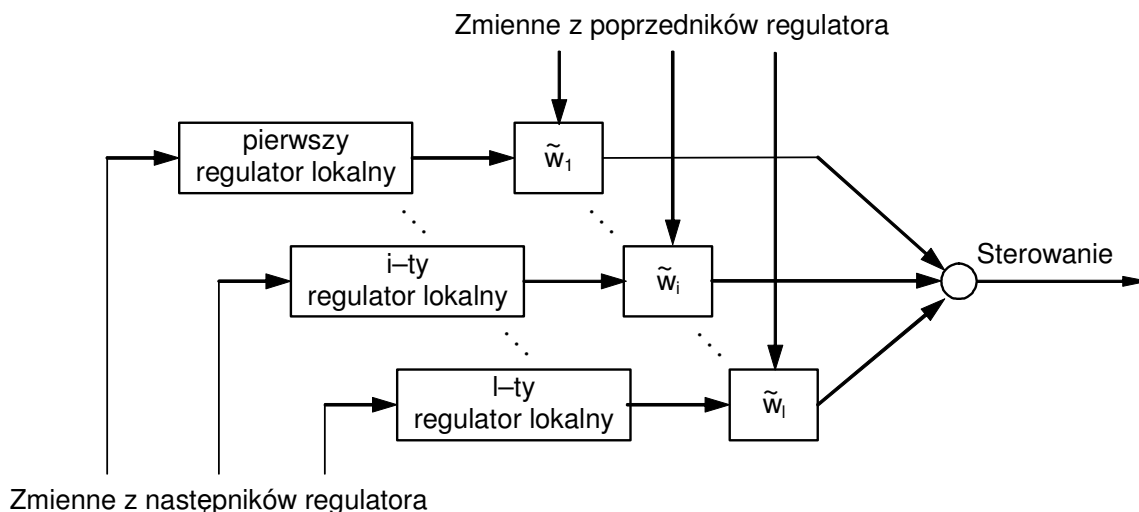 Zmienne z poprzedników regulatora
pierwszy
regulator lokalny
w̃₁
i–ty
regulator lokalny
w̃ᵢ
Sterowanie
l–ty
regulator lokalny
w̃ₗ
Zmienne z następników regulatora